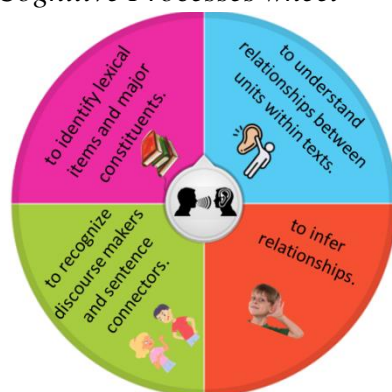 Cognitive Processes wheel
to identify lexical
items and major
constituents.
to understand
relationships between
units within texts.
to recognize
discourse makers
and sentence
connectors.
to infer
relationships.